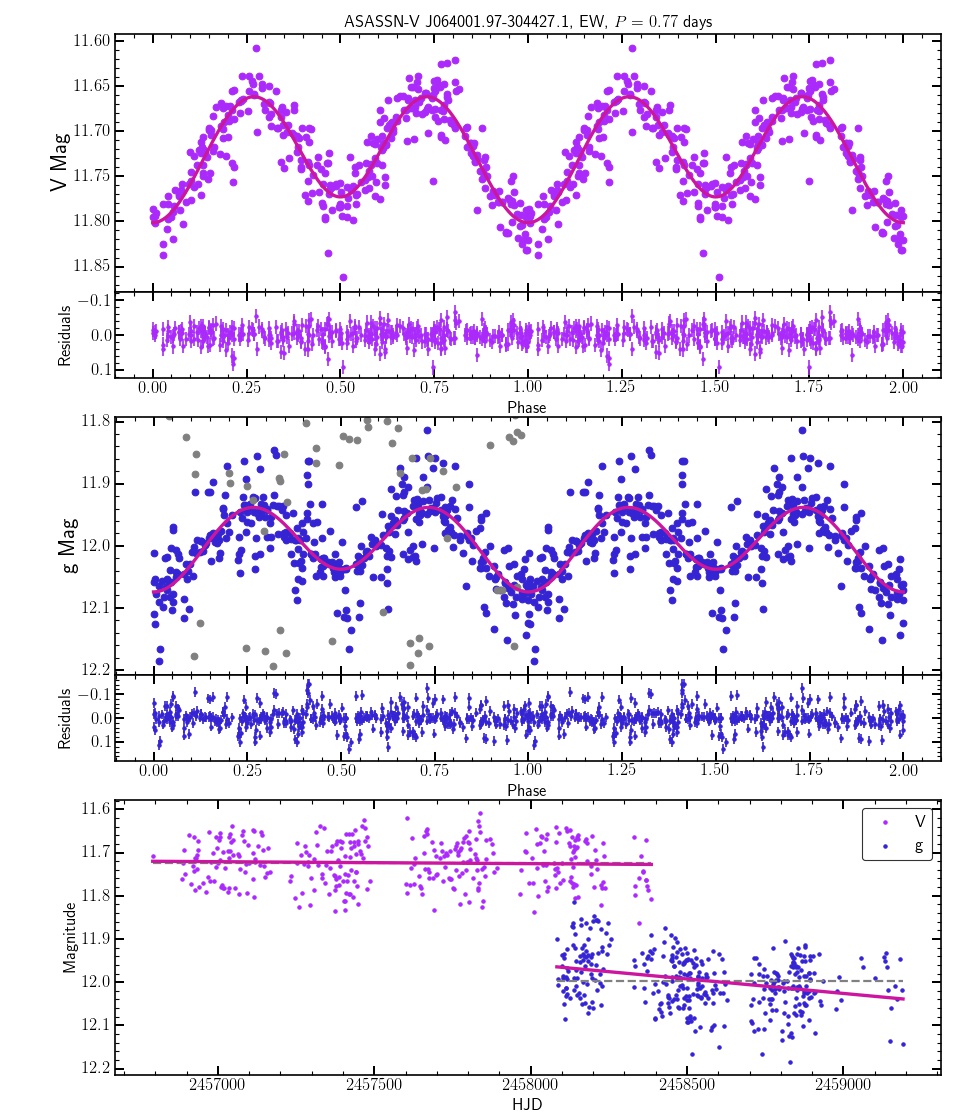 ASASSN-V J064001.97-304427.1, EW, P = 0.77 days
V Mag
11.60
11.65
11.70
11.75
11.80
11.85
Residuals
−0.1
0.0
0.1
0.00 0.25 0.50 0.75 1.00 1.25 1.50 1.75 2.00
Phase
g Mag
11.8
11.9
12.0
12.1
12.2
Residuals
−0.1
0.0
0.1
0.00 0.25 0.50 0.75 1.00 1.25 1.50 1.75 2.00
Phase
Magnitude
11.6
11.7
11.8
11.9
12.0
12.1
12.2
V
g
2457000 2457500 2458000 2458500 2459000
HJD